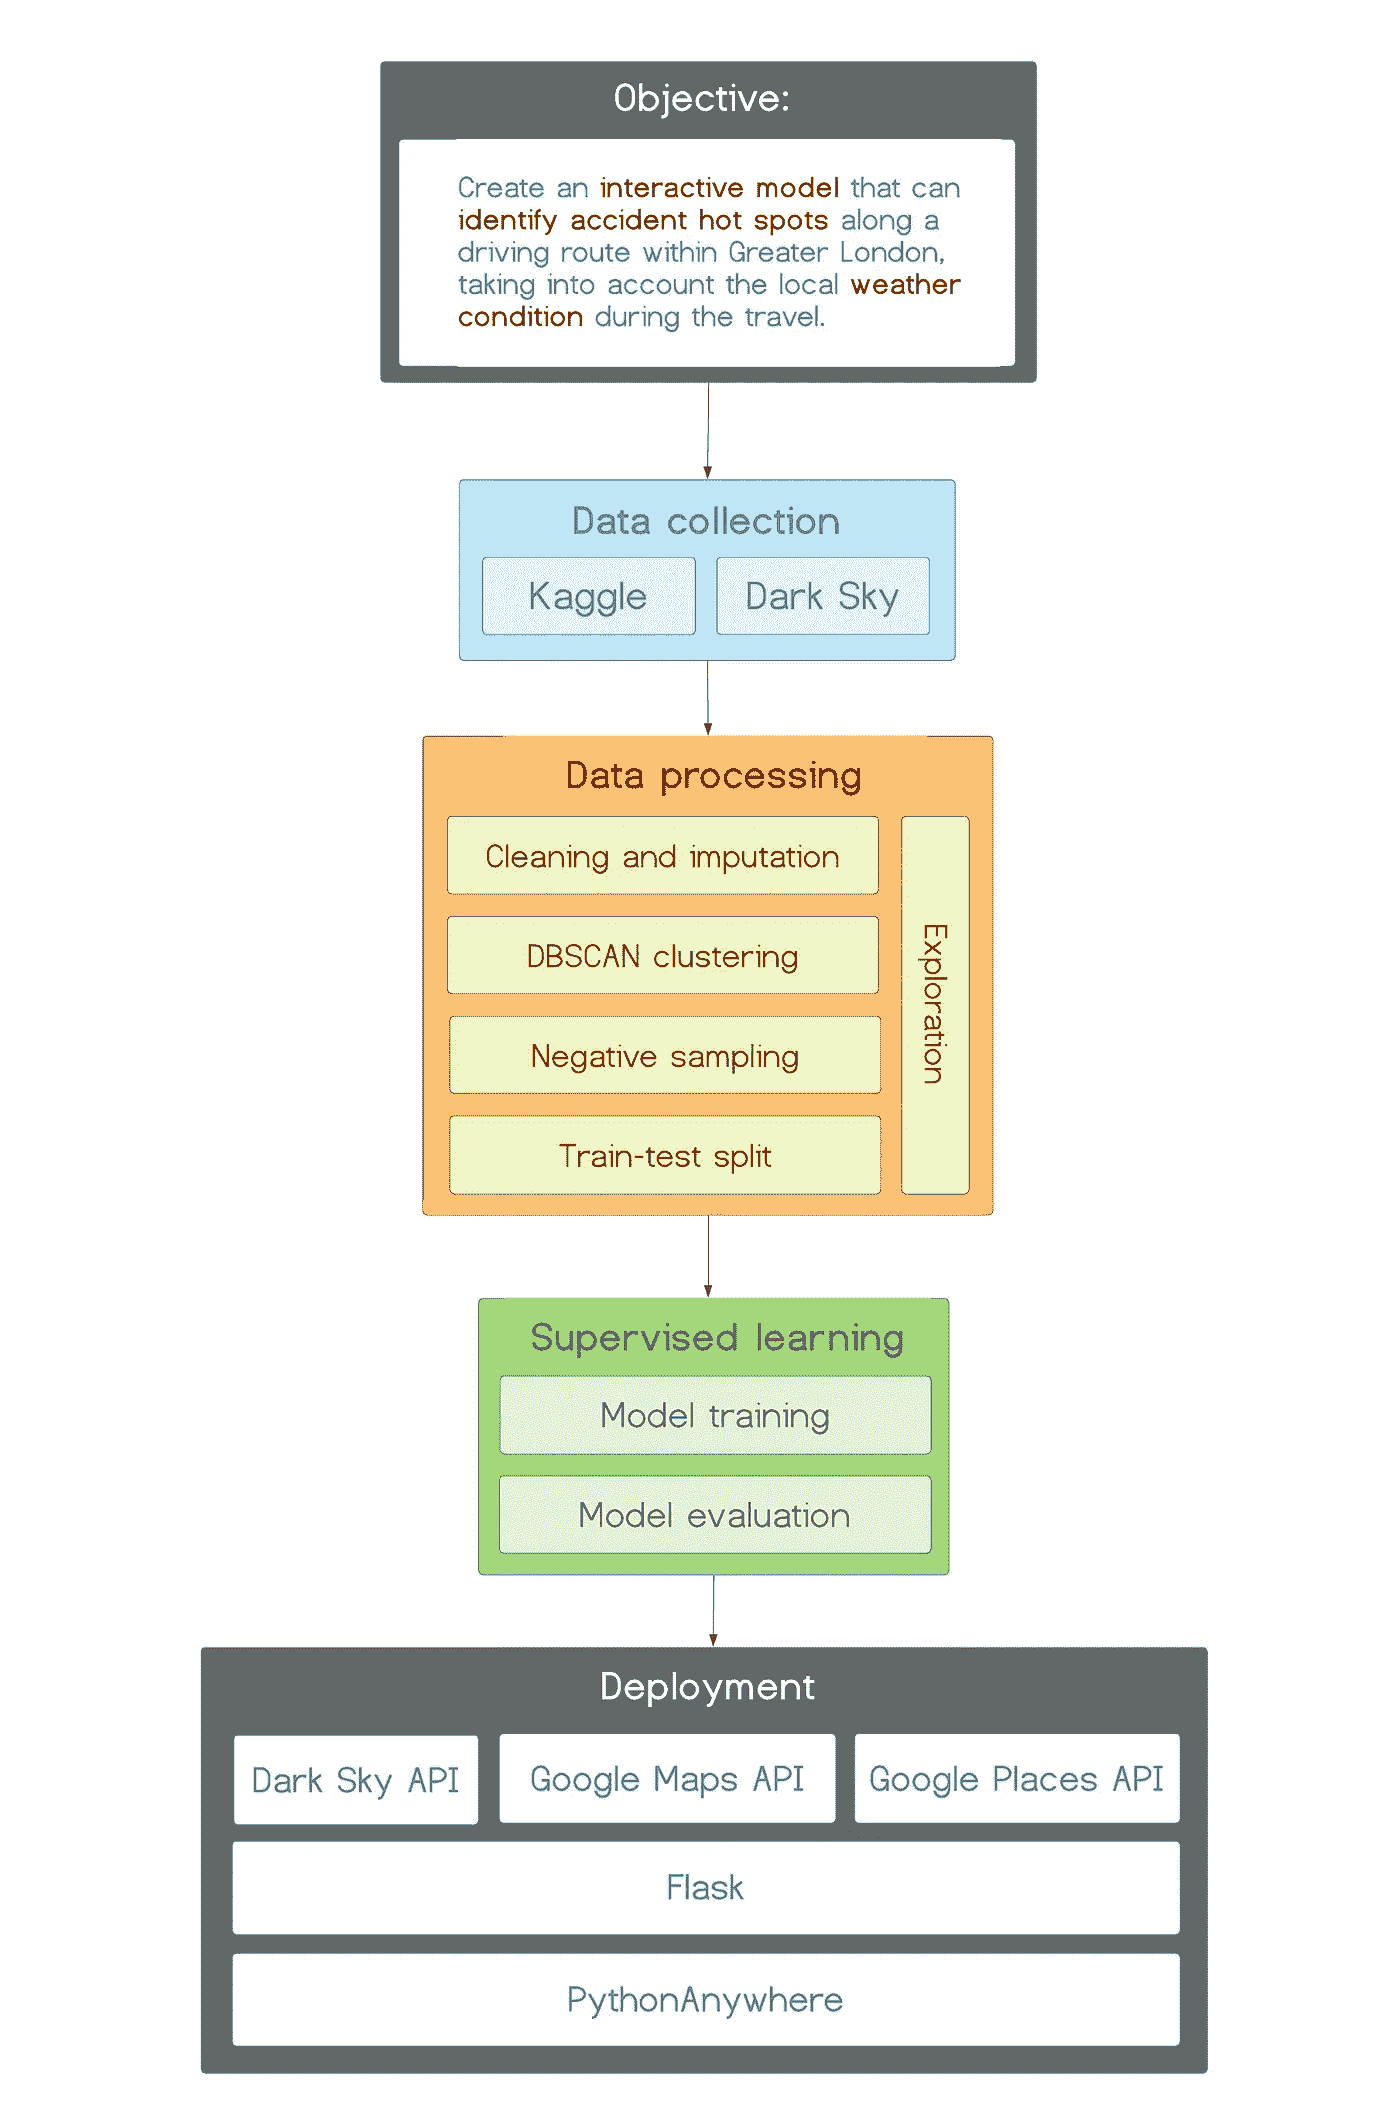 Objective:
Create an interactive model that can
identify accident hot spots along a
driving route within Greater London,
taking into account the local weather
condition during the travel.
Data collection
Kaggle
Dark Sky
Data processing
Cleaning and imputation
DBSCAN clustering
Negative sampling
Train-test split
Exploration
Supervised learning
Model training
Model evaluation
Deployment
Dark Sky API
Google Maps API
Google Places API
Flask
PythonAnywhere